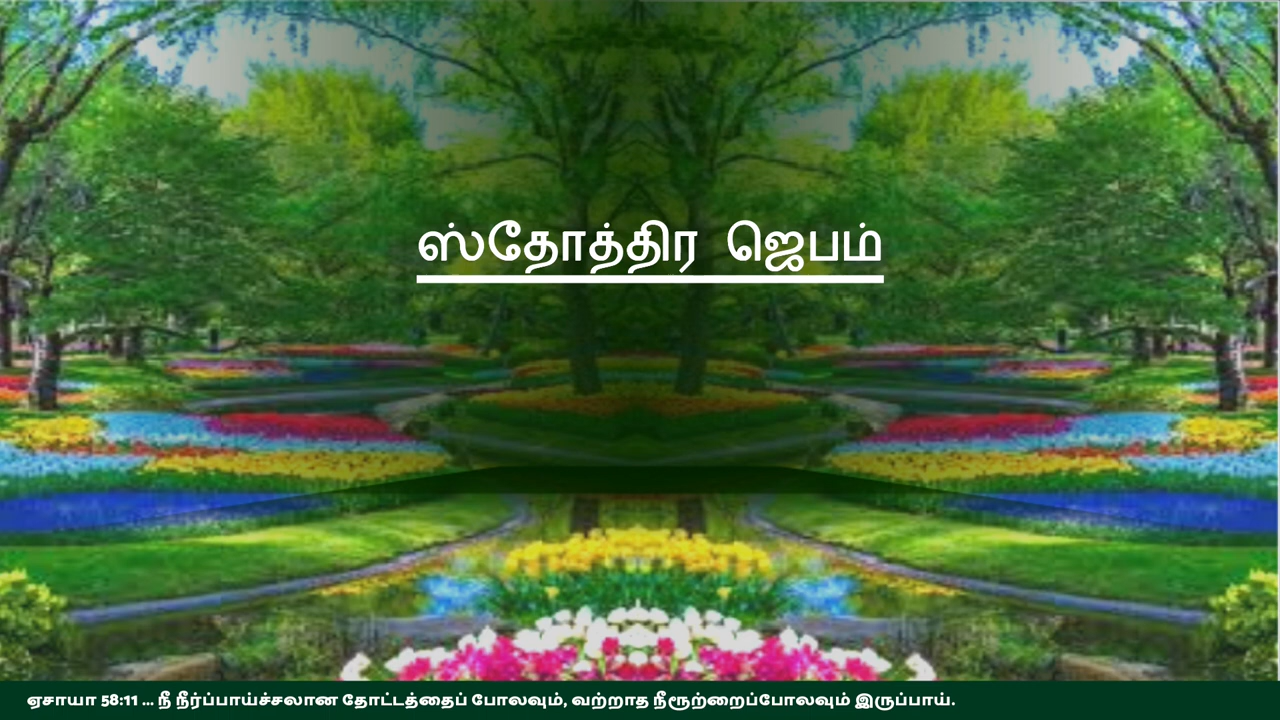 ஸ்தோத்திர ஜெபம்
ஏசாயா 58:11 ... நீ நீர்ப்பாய்ச்சலான தோட்டத்தைப் போலவும், வற்றாத நீரூற்றைப்போலவும் இருப்பாய்.